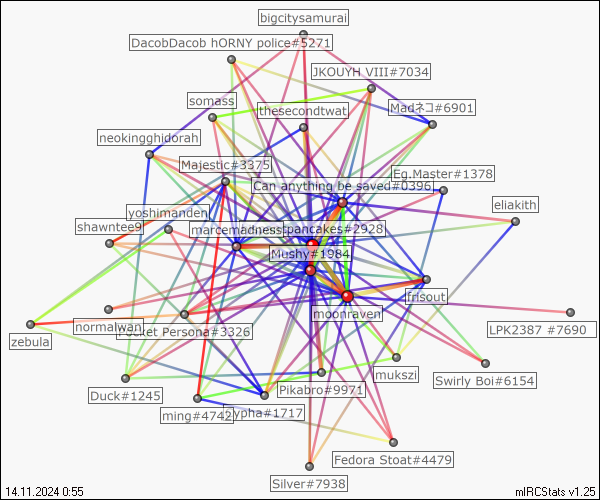 bigcitysamurai
DacobDacob hORNY police#5271
JKOUYH VIII#7034
somass
thesecondtwat
Madネコ#6901
neokingghidorah
Majestic#3375
Eg.Master#1378
Can anything be saved#0396
eliakith
yoshimanden
shawntee9
marcemadness
pancakes#2928
Mushy#1984
frisout
moonraven
normalwan
Pocket Persona#3326
LPK2387 #7690
zebula
mukszi
Swirly Boi#6154
Duck#1245
Pikabro#9971
ming#4742
zypha#1717
Fedora Stoat#4479
Silver#7938
14.11.2024 0:55
mIRCStats v1.25